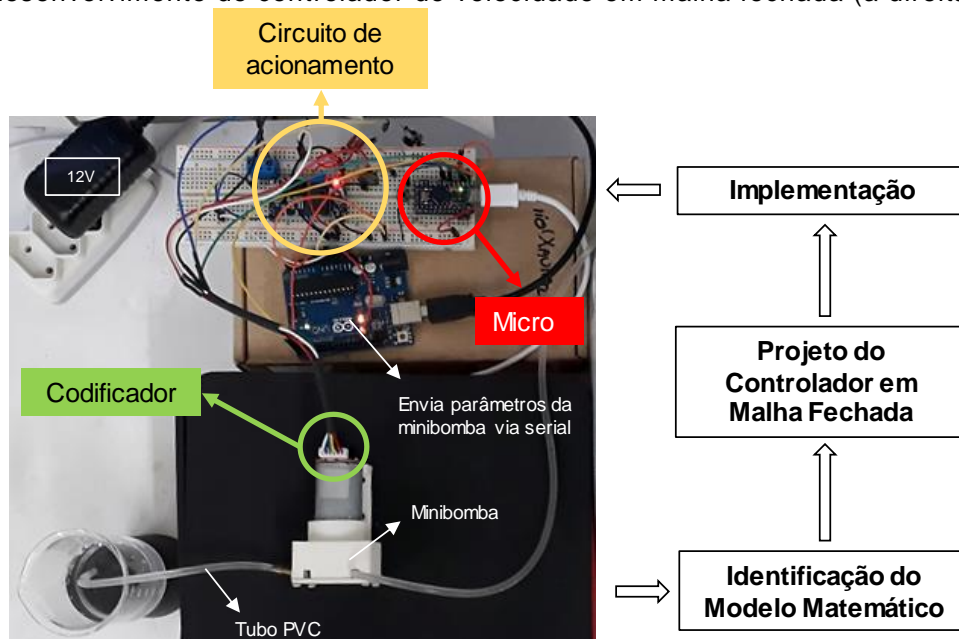 Circuito de
acionamento
12V
Implementação
Micro
Projeto do
Controlador em
Malha Fechada
Codificador
Envia parâmetros da
minibomba via serial
Minibomba
Identificação do
Modelo Matemático
Tubo PVC